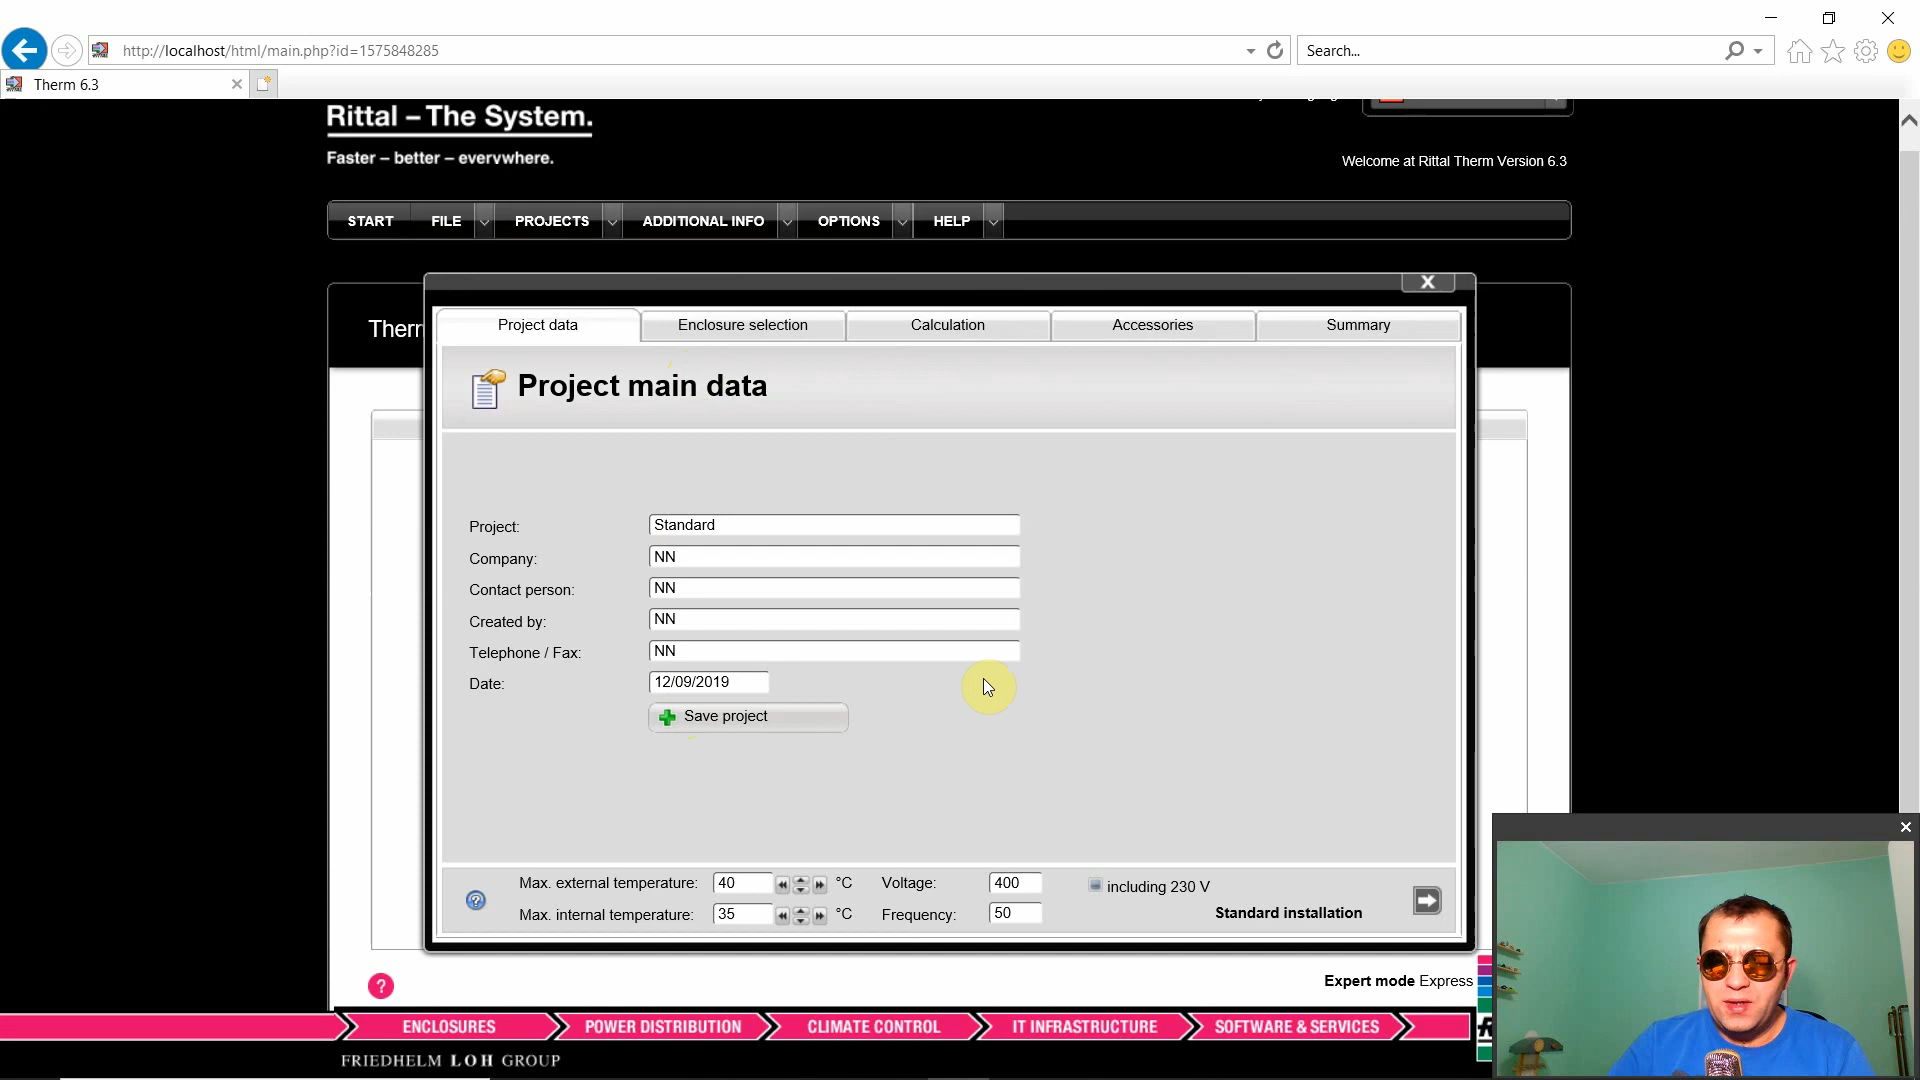 http://localhost/html/main.php?id=1575848285
Search...
Therm 6.3
Rittal – The System.
Faster – better – everywhere.
Welcome at Rittal Therm Version 6.3
START FILE PROJECTS ADDITIONAL INFO OPTIONS HELP
X
Project data Enclosure selection Calculation Accessories Summary
Project main data
Project: Standard
Company: NN
Contact person: NN
Created by: NN
Telephone / Fax: NN
Date: 12/09/2019
Save project
Max. external temperature: 40 °C Voltage: 400 including 230 V
Max. internal temperature: 35 °C Frequency: 50 Standard installation
?
Expert mode Express
ENCLOSURES POWER DISTRIBUTION CLIMATE CONTROL IT INFRASTRUCTURE SOFTWARE & SERVICES
FRIEDHELM LOH GROUP